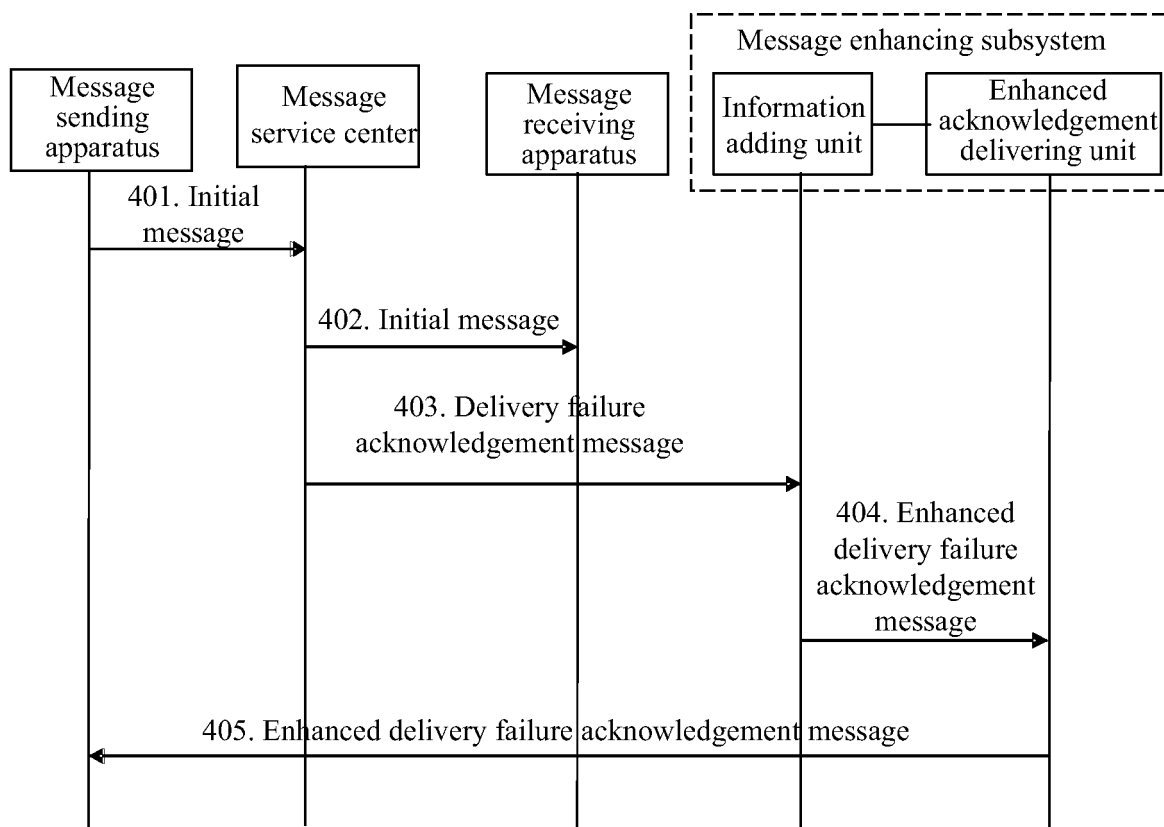 Message enhancing subsystem
Message
sending
apparatus
Message
service center
Message
receiving
apparatus
Information
adding unit
Enhanced
acknowledgement
delivering unit
401. Initial
message
402. Initial message
403. Delivery failure
acknowledgement message
404. Enhanced
delivery failure
acknowledgement
message
405. Enhanced delivery failure acknowledgement message